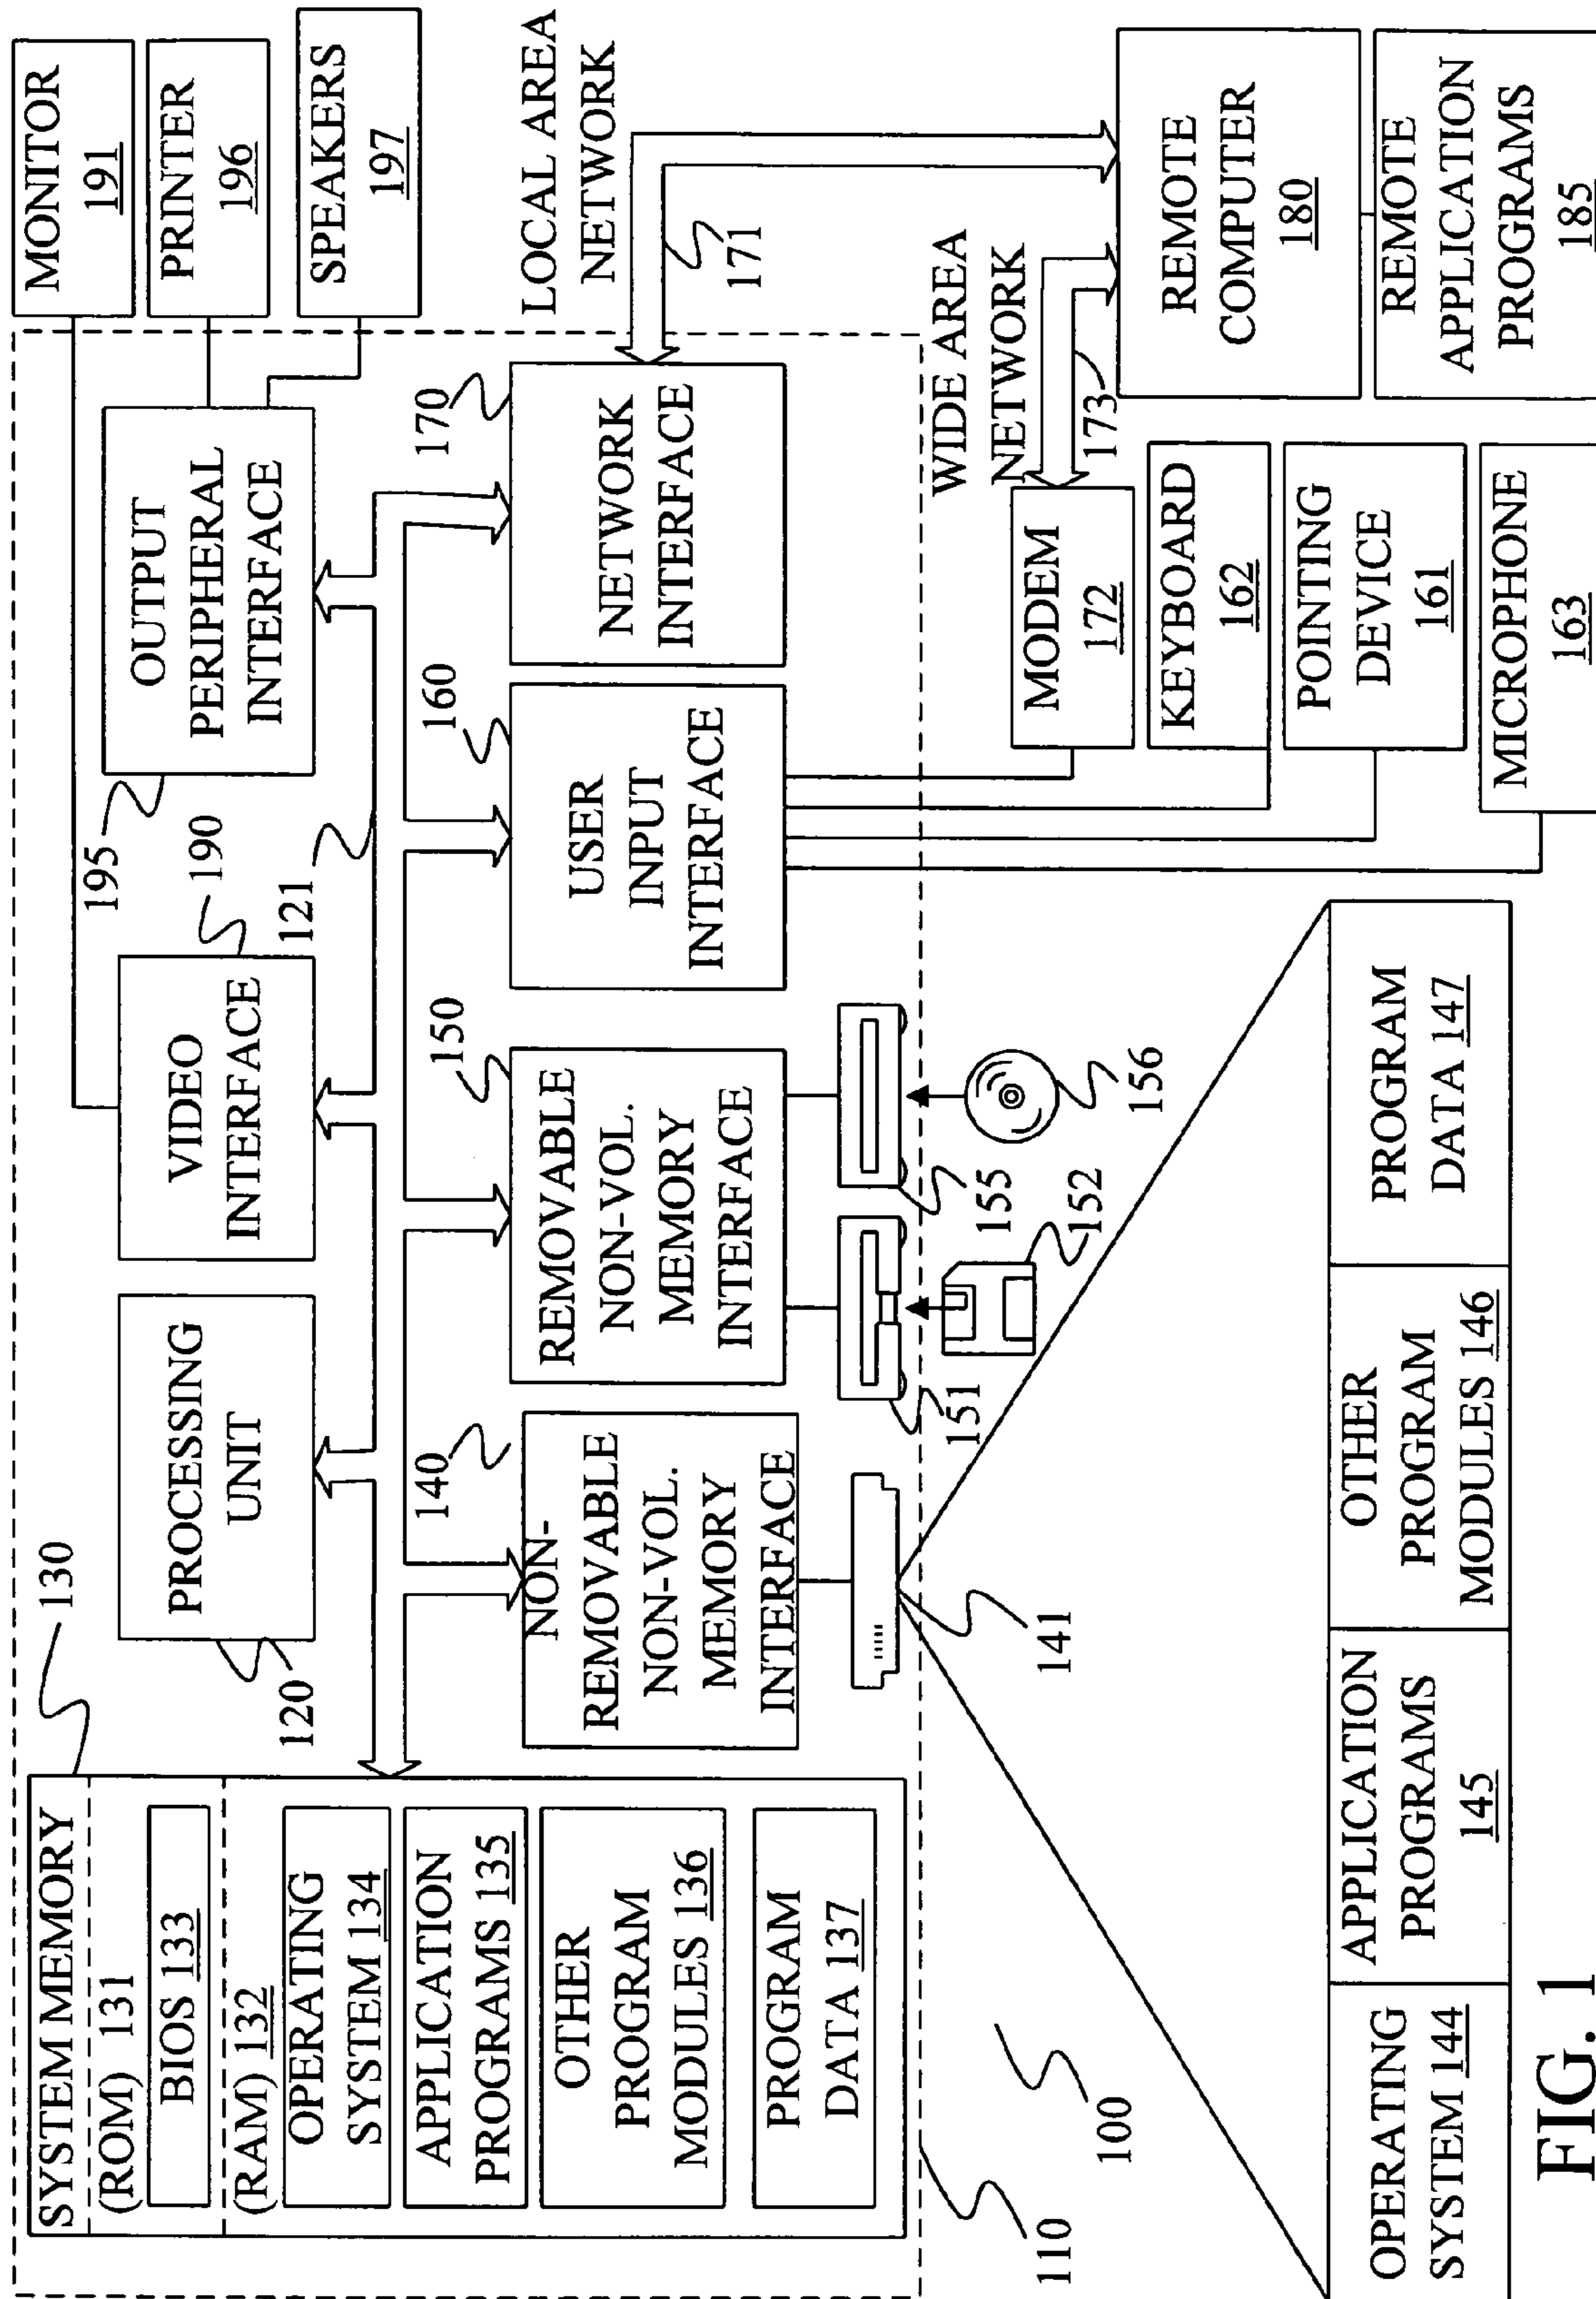 SYSTEM MEMORY
(ROM) 131
BIOS 133
(RAM) 132
OPERATING
SYSTEM 134
APPLICATION
PROGRAMS 135
OTHER
PROGRAM
MODULES 136
PROGRAM
DATA 137
130
PROCESSING
UNIT
120
VIDEO
INTERFACE
190
121
OUTPUT
PERIPHERAL
INTERFACE
195
MONITOR
191
PRINTER
196
SPEAKERS
197
NON-
REMOVABLE
NON-VOL.
MEMORY
INTERFACE
140
REMOVABLE
NON-VOL.
MEMORY
INTERFACE
150
USER
INPUT
INTERFACE
160
NETWORK
INTERFACE
170
LOCAL AREA
NETWORK
171
141
151
152
155
156
WIDE AREA
NETWORK
173
MODEM
172
KEYBOARD
162
POINTING
DEVICE
161
MICROPHONE
163
REMOTE
COMPUTER
180
REMOTE
APPLICATION
PROGRAMS
185
110
100
OPERATING
SYSTEM 144
APPLICATION
PROGRAMS
145
OTHER
PROGRAM
MODULES 146
PROGRAM
DATA 147
FIG. 1